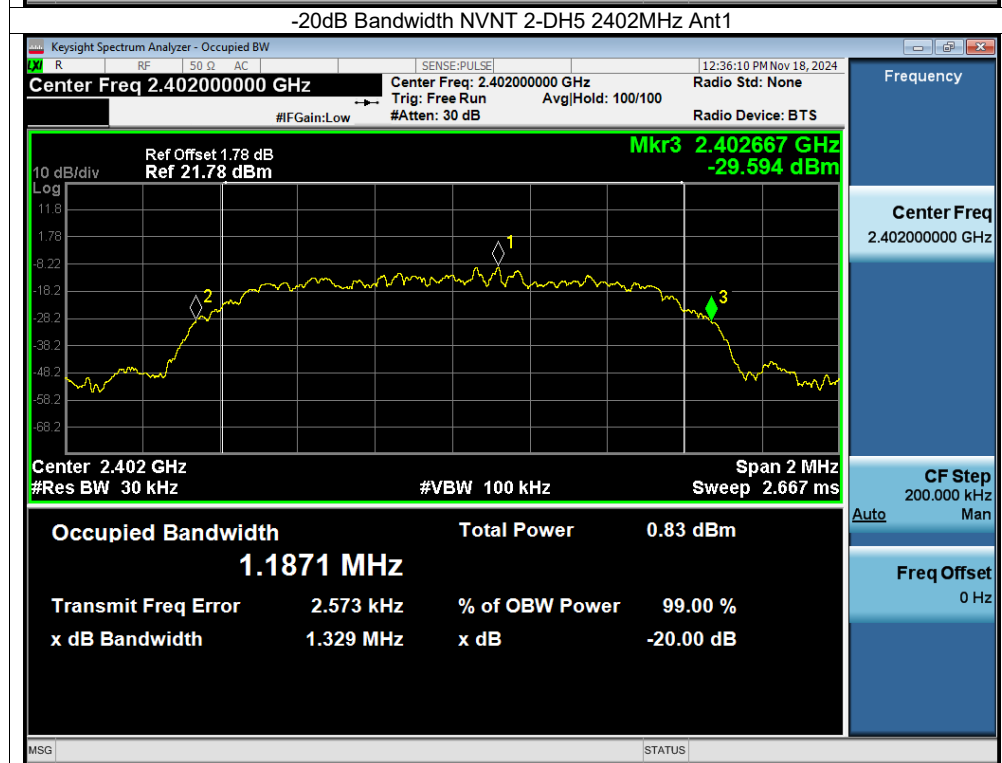 -20dB Bandwidth NVNT 2-DH5 2402MHz Ant1
Keysight Spectrum Analyzer - Occupied BW
LXI R RF 50 Ω AC SENSE:PULSE 12:36:10 PM Nov 18, 2024
Center Freq 2.402000000 GHz
Center Freq: 2.402000000 GHz
Radio Std: None
Trig: Free Run Avg|Hold: 100/100
#IFGain:Low #Atten: 30 dB Radio Device: BTS
Frequency
Mkr3 2.402667 GHz
-29.594 dBm
Ref Offset 1.78 dB
10 dB/div Ref 21.78 dBm
Log
11.8
1.78
-8.22
-18.2
-28.2
-38.2
-48.2
-58.2
-68.2
1
2
3
Center 2.402 GHz Span 2 MHz
#Res BW 30 kHz #VBW 100 kHz Sweep 2.667 ms
Occupied Bandwidth Total Power 0.83 dBm
1.1871 MHz
Transmit Freq Error 2.573 kHz % of OBW Power 99.00 %
x dB Bandwidth 1.329 MHz x dB -20.00 dB
Center Freq
2.402000000 GHz
CF Step
200.000 kHz
Auto Man
Freq Offset
0 Hz
MSG STATUS